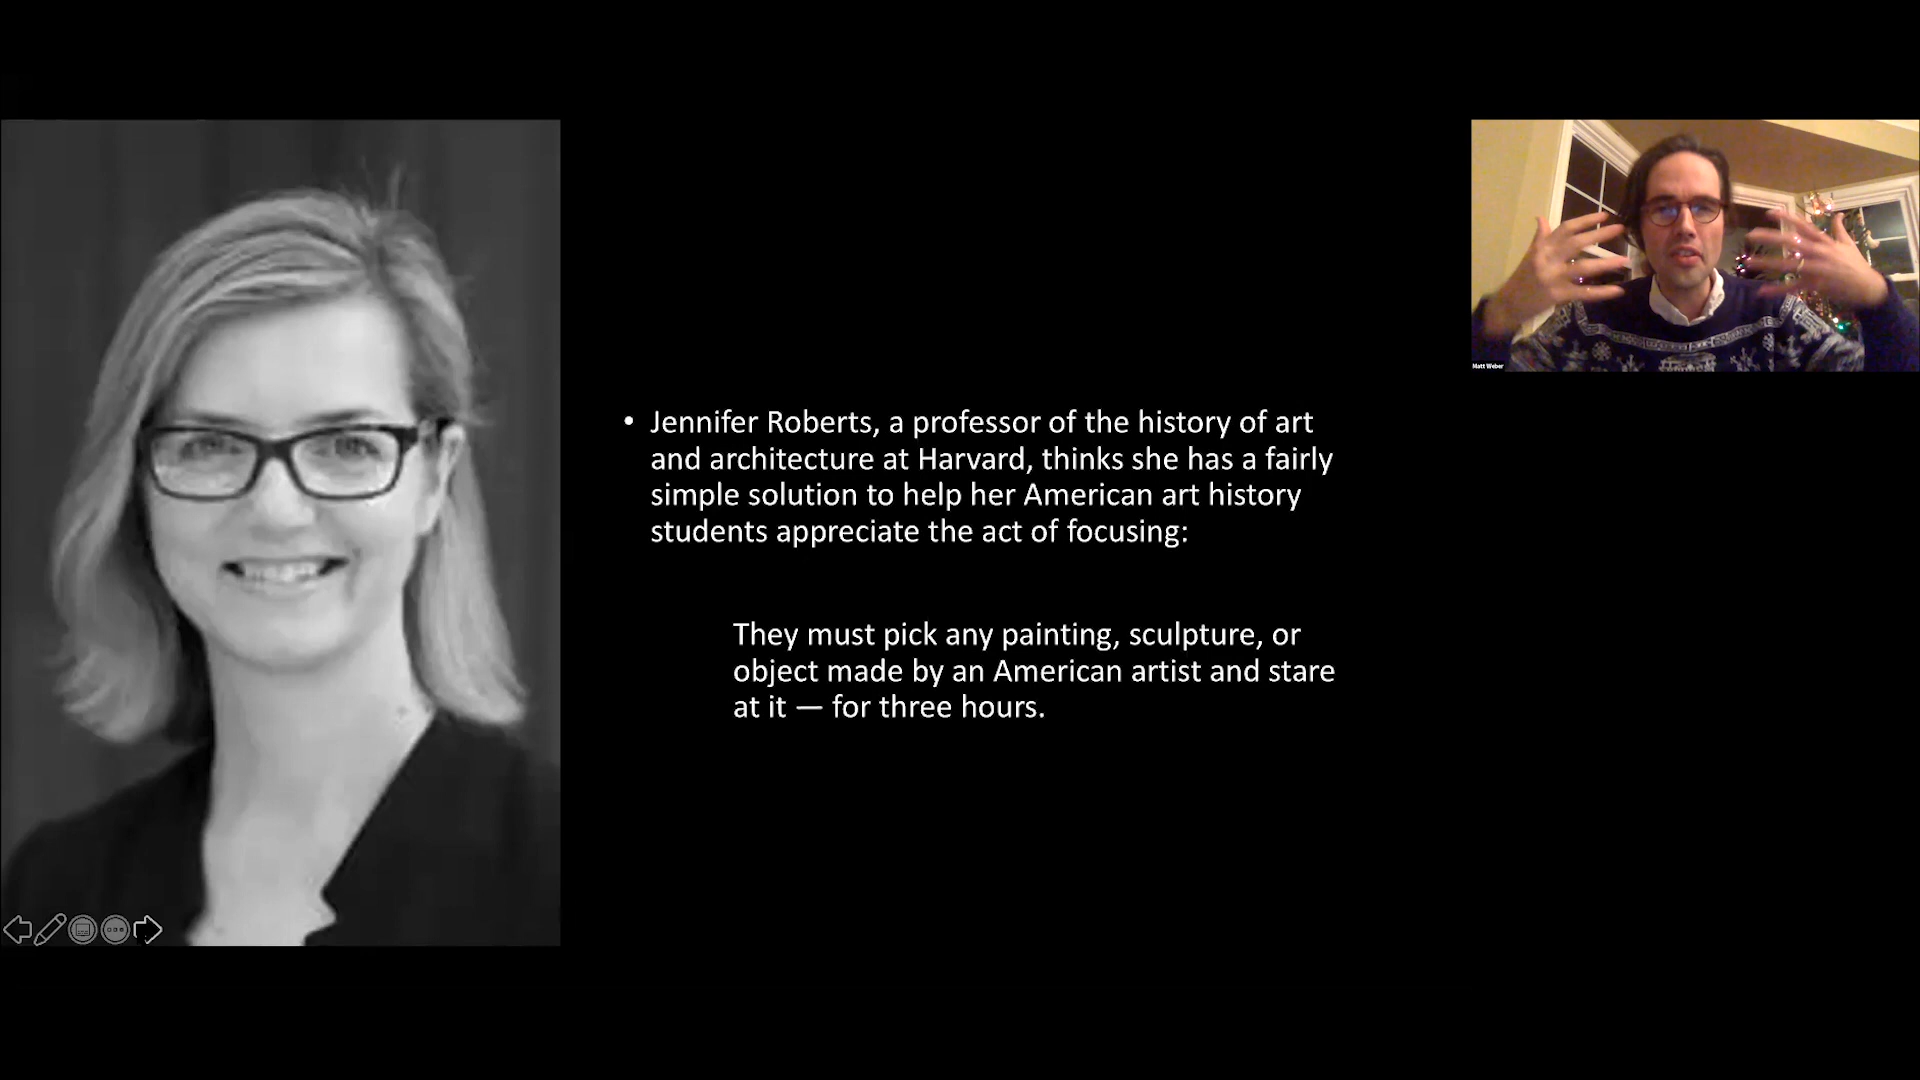 Matt Weber
• Jennifer Roberts, a professor of the history of art
and architecture at Harvard, thinks she has a fairly
simple solution to help her American art history
students appreciate the act of focusing:
They must pick any painting, sculpture, or
object made by an American artist and stare
at it — for three hours.